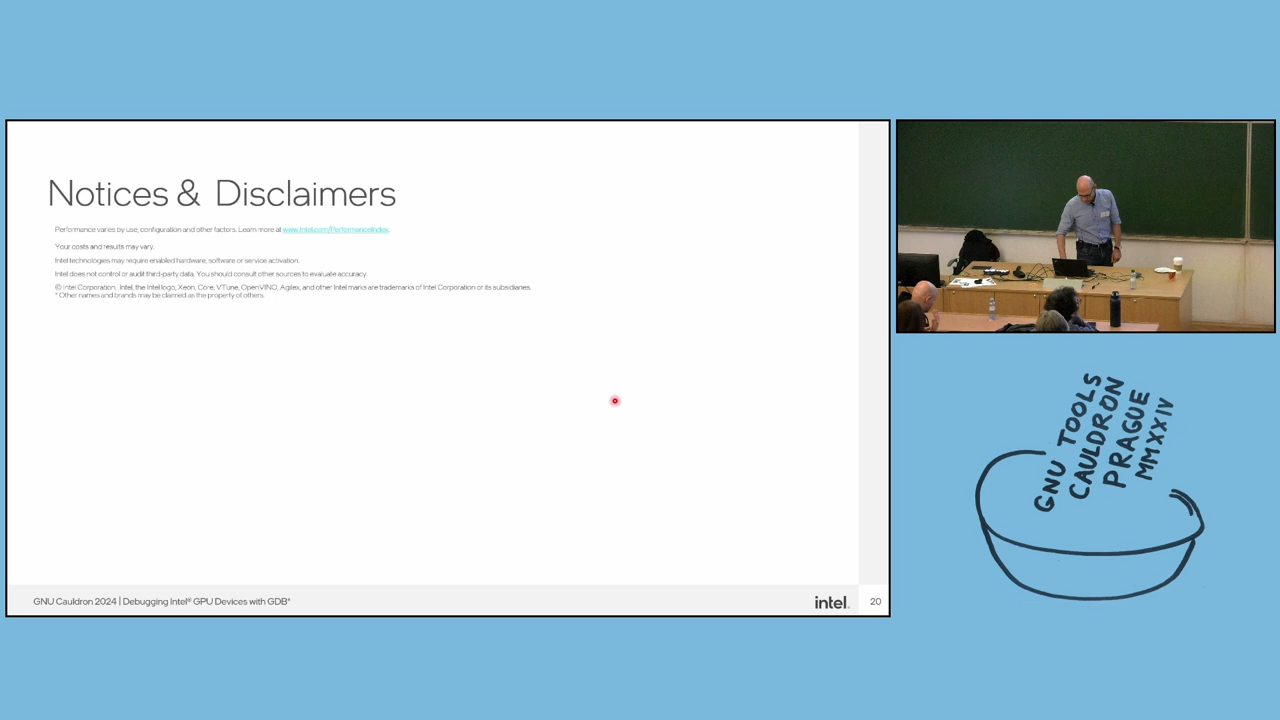 Notices & Disclaimers
Performance varies by use, configuration and other factors. Learn more at www.Intel.com/PerformanceIndex.
Your costs and results may vary.
Intel technologies may require enabled hardware, software or service activation.
Intel does not control or audit third-party data. You should consult other sources to evaluate accuracy.
© Intel Corporation. Intel, the Intel logo, Xeon, Core, VTune, OpenVINO, Agilex, and other Intel marks are trademarks of Intel Corporation or its subsidiaries.
* Other names and brands may be claimed as the property of others.
GNU Cauldron 2024 | Debugging Intel® GPU Devices with GDB*
intel.
20
GNU TOOLS
CAULDRON
PRAGUE
MMXXIV